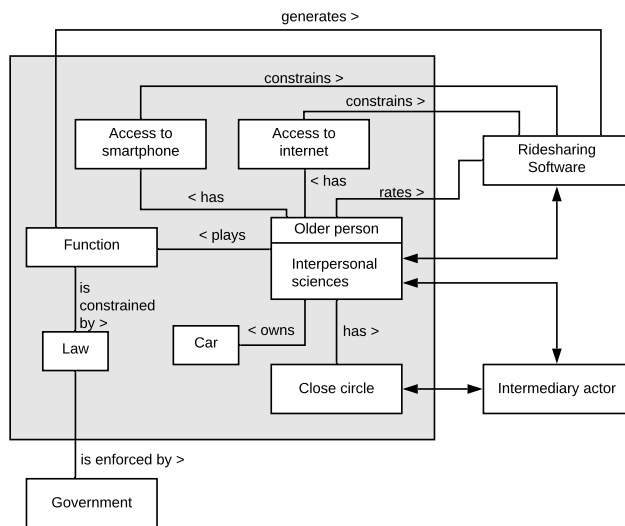 generates >
constrains >
constrains >
Access to
smartphone
Access to
internet
Ridesharing
Software
< has
< has
rates >
Older person
Function
< plays
Interpersonal
sciences
is
constrained
by >
Law
Car
< owns
has >
Close circle
Intermediary actor
is enforced by >
Government